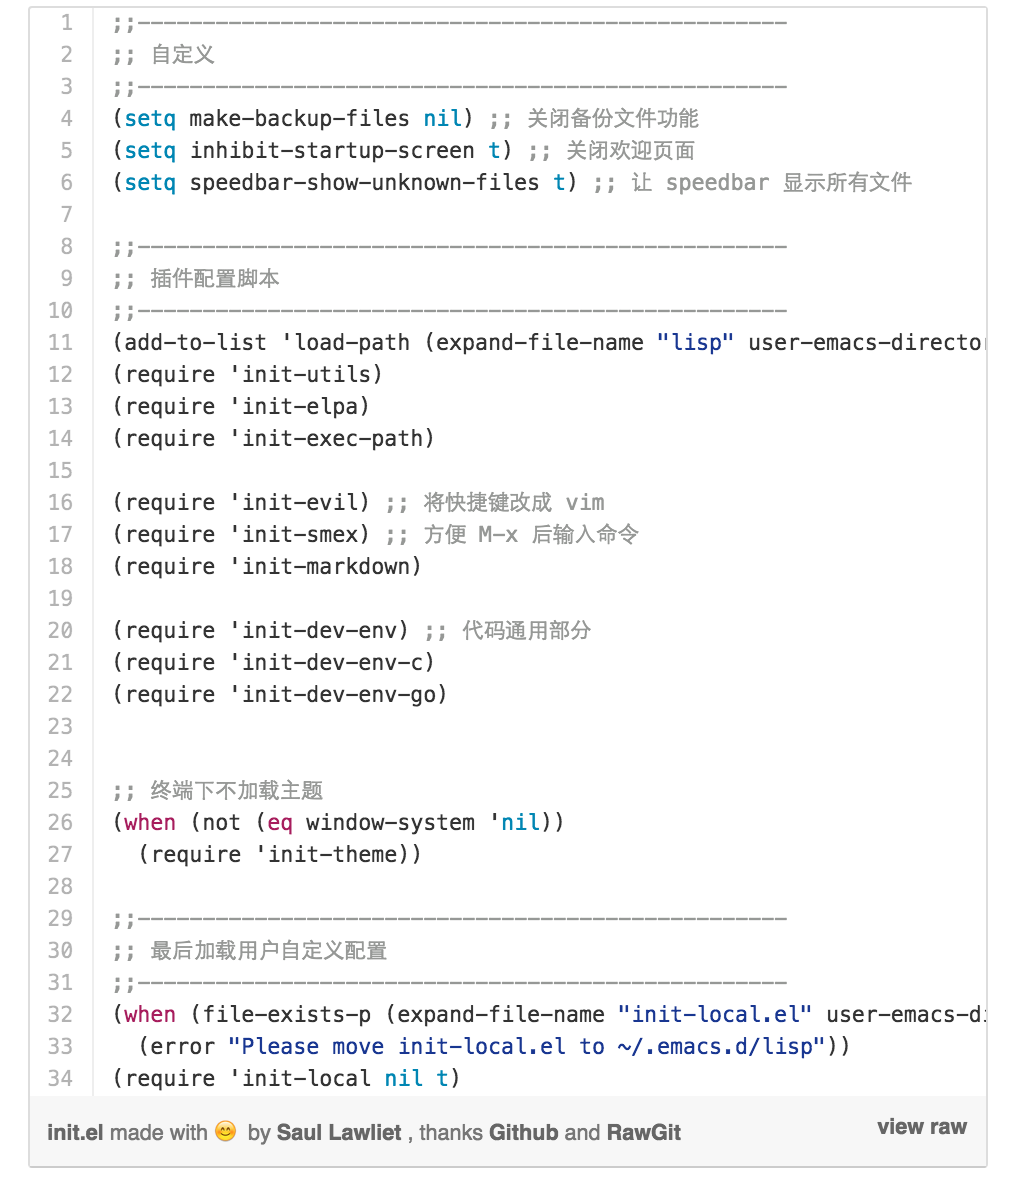 1 ;;--------------------------------------------------
2 ;; 自定义
3 ;;--------------------------------------------------
4 (setq make-backup-files nil) ;; 关闭备份文件功能
5 (setq inhibit-startup-screen t) ;; 关闭欢迎页面
6 (setq speedbar-show-unknown-files t) ;; 让 speedbar 显示所有文件
7
8 ;;--------------------------------------------------
9 ;; 插件配置脚本
10 ;;--------------------------------------------------
11 (add-to-list 'load-path (expand-file-name "lisp" user-emacs-director
12 (require 'init-utils)
13 (require 'init-elpa)
14 (require 'init-exec-path)
15
16 (require 'init-evil) ;; 将快捷键改成 vim
17 (require 'init-smex) ;; 方便 M-x 后输入命令
18 (require 'init-markdown)
19
20 (require 'init-dev-env) ;; 代码通用部分
21 (require 'init-dev-env-c)
22 (require 'init-dev-env-go)
23
24
25 ;; 终端下不加载主题
26 (when (not (eq window-system 'nil))
27 (require 'init-theme))
28
29 ;;--------------------------------------------------
30 ;; 最后加载用户自定义配置
31 ;;--------------------------------------------------
32 (when (file-exists-p (expand-file-name "init-local.el" user-emacs-di
33 (error "Please move init-local.el to ~/.emacs.d/lisp"))
34 (require 'init-local nil t)
init.el made with 😊 by Saul Lawliet , thanks Github and RawGit
view raw